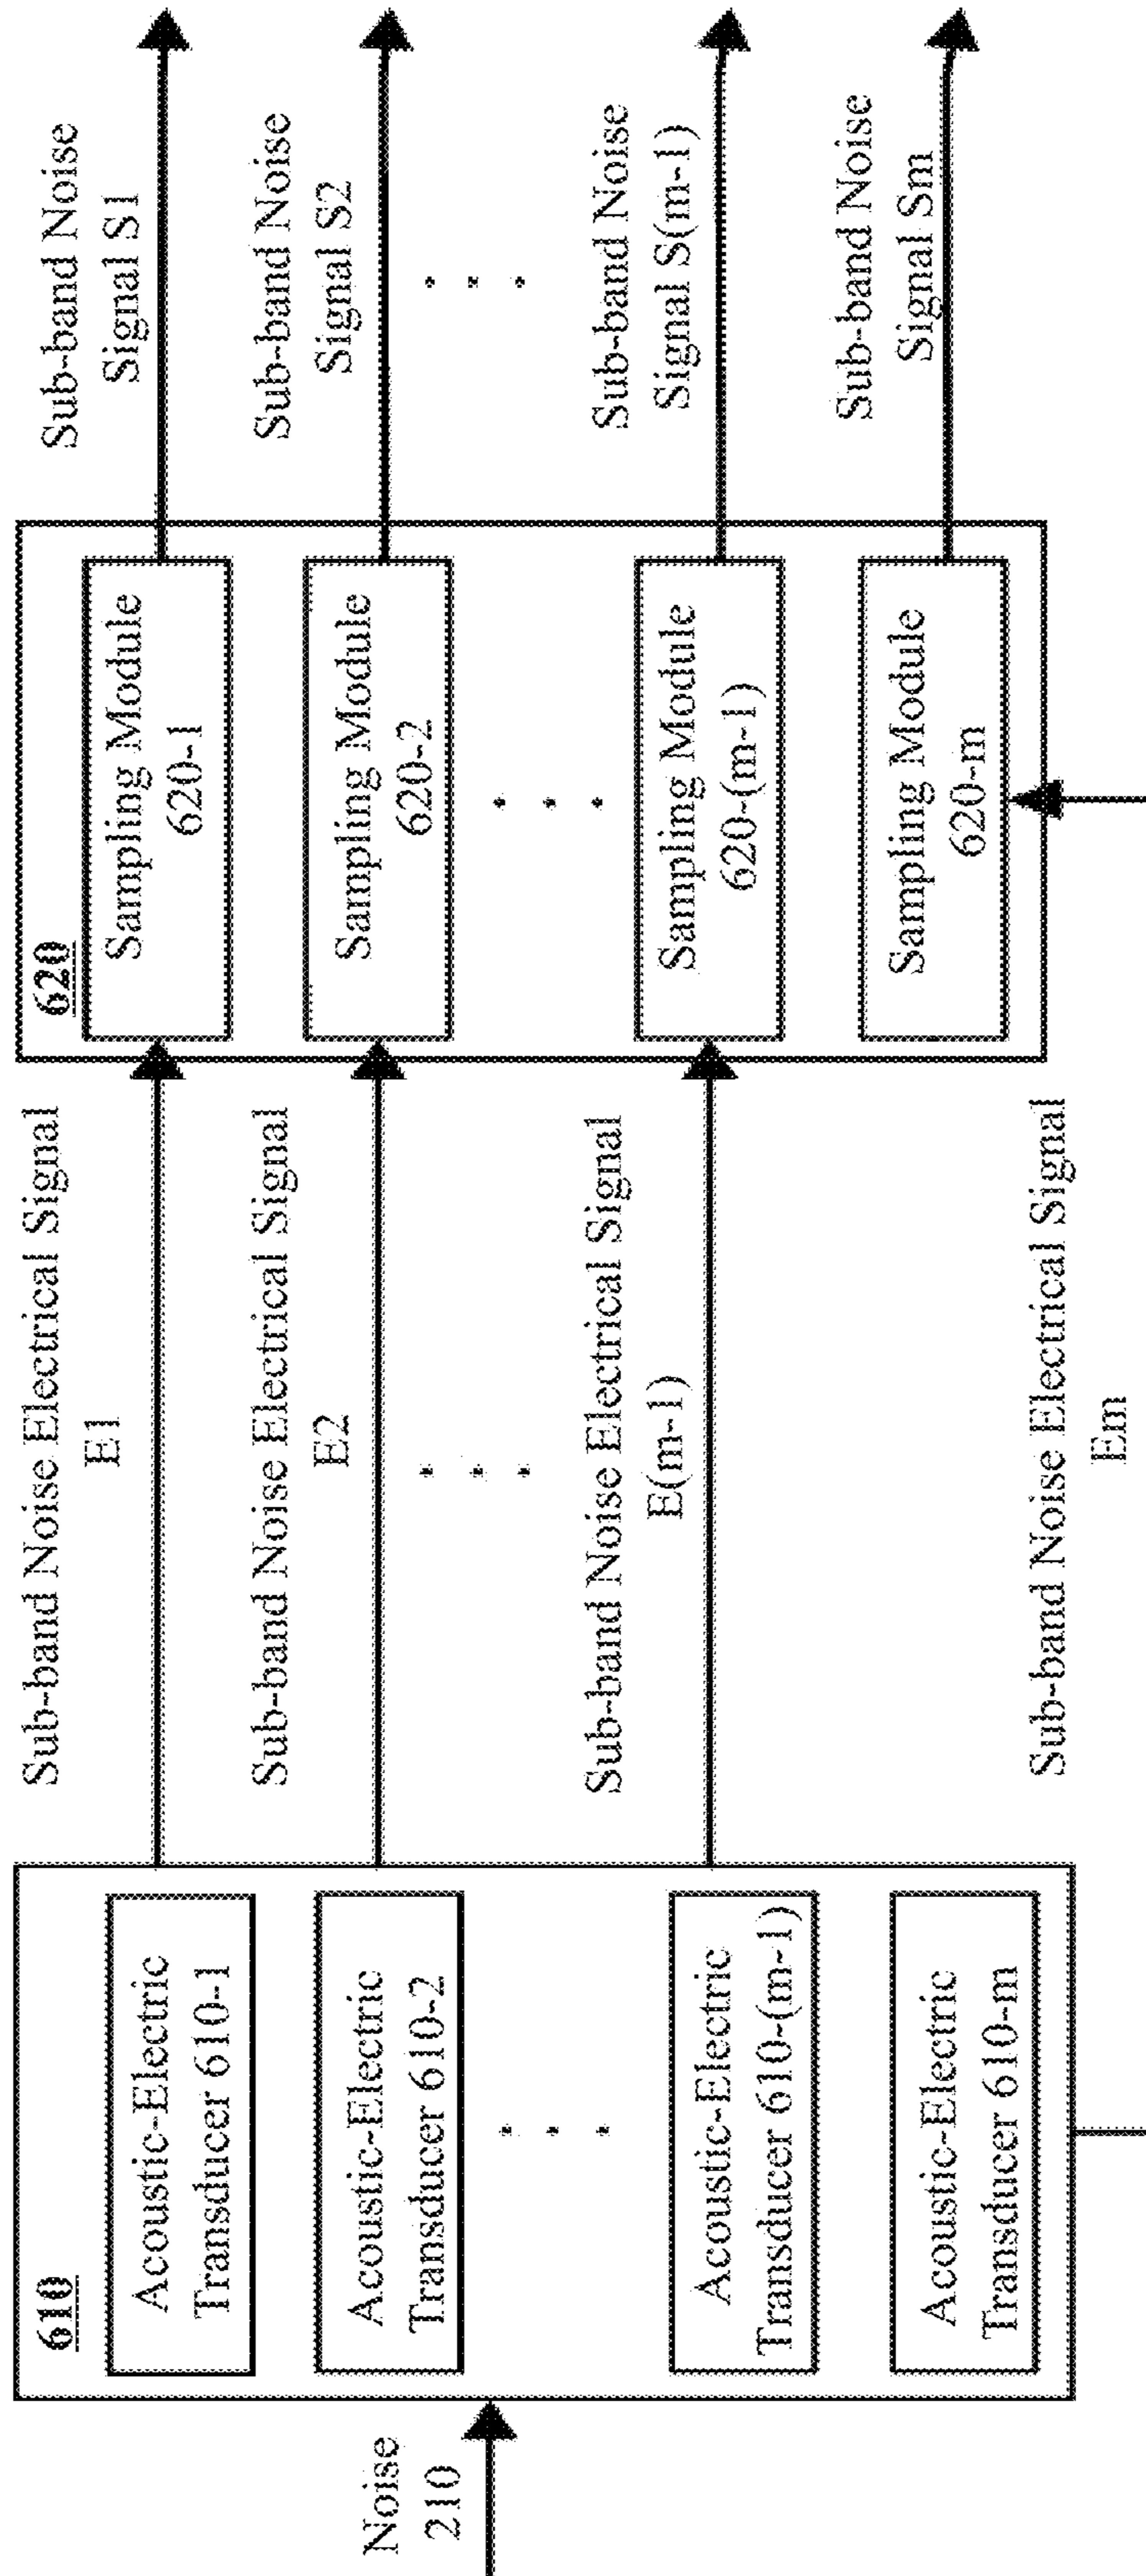 Noise
210
610
Acoustic-Electric
Transducer 610-1
Acoustic-Electric
Transducer 610-2
. . .
Acoustic-Electric
Transducer 610-(m-1)
Acoustic-Electric
Transducer 610-m
Sub-band Noise Electrical Signal
E1
Sub-band Noise Electrical Signal
E2
. . .
Sub-band Noise Electrical Signal
E(m-1)
Sub-band Noise Electrical Signal
Em
620
Sampling Module
620-1
Sampling Module
620-2
. . .
Sampling Module
620-(m-1)
Sampling Module
620-m
Sub-band Noise
Signal S1
Sub-band Noise
Signal S2
. . .
Sub-band Noise
Signal S(m-1)
Sub-band Noise
Signal Sm